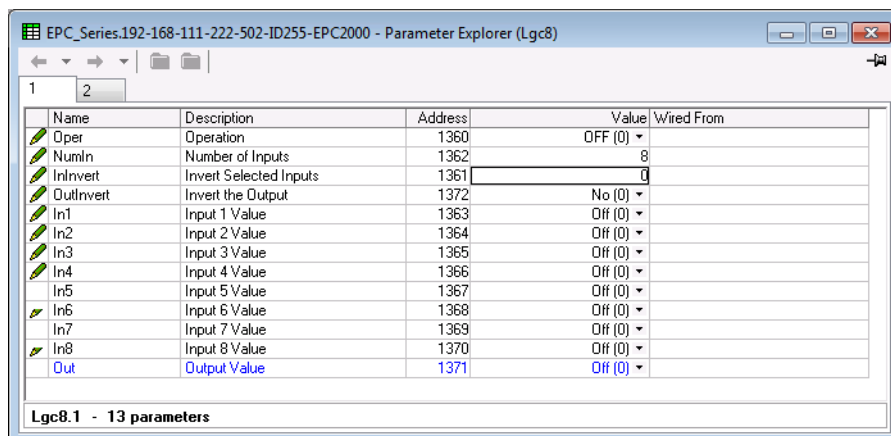 EPC_Series.192-168-111-222-502-ID255-EPC2000 - Parameter Explorer (Lgc8)
1 2
Name Description Address Value Wired From
Oper Operation 1360 OFF (0)
NumIn Number of Inputs 1362 8
InInvert Invert Selected Inputs 1361 0
OutInvert Invert the Output 1372 No (0)
In1 Input 1 Value 1363 Off (0)
In2 Input 2 Value 1364 Off (0)
In3 Input 3 Value 1365 Off (0)
In4 Input 4 Value 1366 Off (0)
In5 Input 5 Value 1367 Off (0)
In6 Input 6 Value 1368 Off (0)
In7 Input 7 Value 1369 Off (0)
In8 Input 8 Value 1370 Off (0)
Out Output Value 1371 Off (0)
Lgc8.1 - 13 parameters